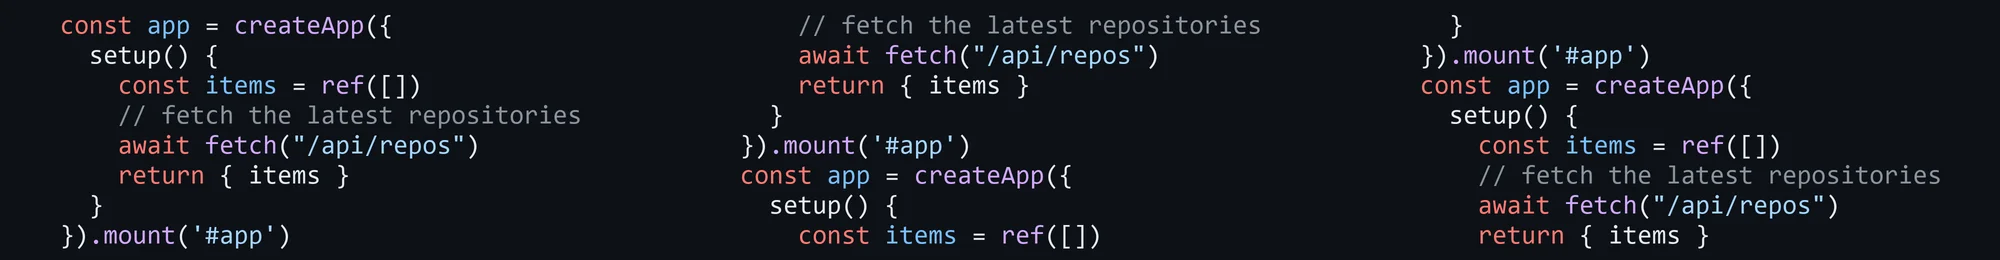 const app = createApp({
  setup() {
    const items = ref([])
    // fetch the latest repositories
    await fetch("/api/repos")
    return { items }
  }
}).mount('#app')
    // fetch the latest repositories
    await fetch("/api/repos")
    return { items }
  }
}).mount('#app')
const app = createApp({
  setup() {
    const items = ref([])
  }
}).mount('#app')
const app = createApp({
  setup() {
    const items = ref([])
    // fetch the latest repositories
    await fetch("/api/repos")
    return { items }